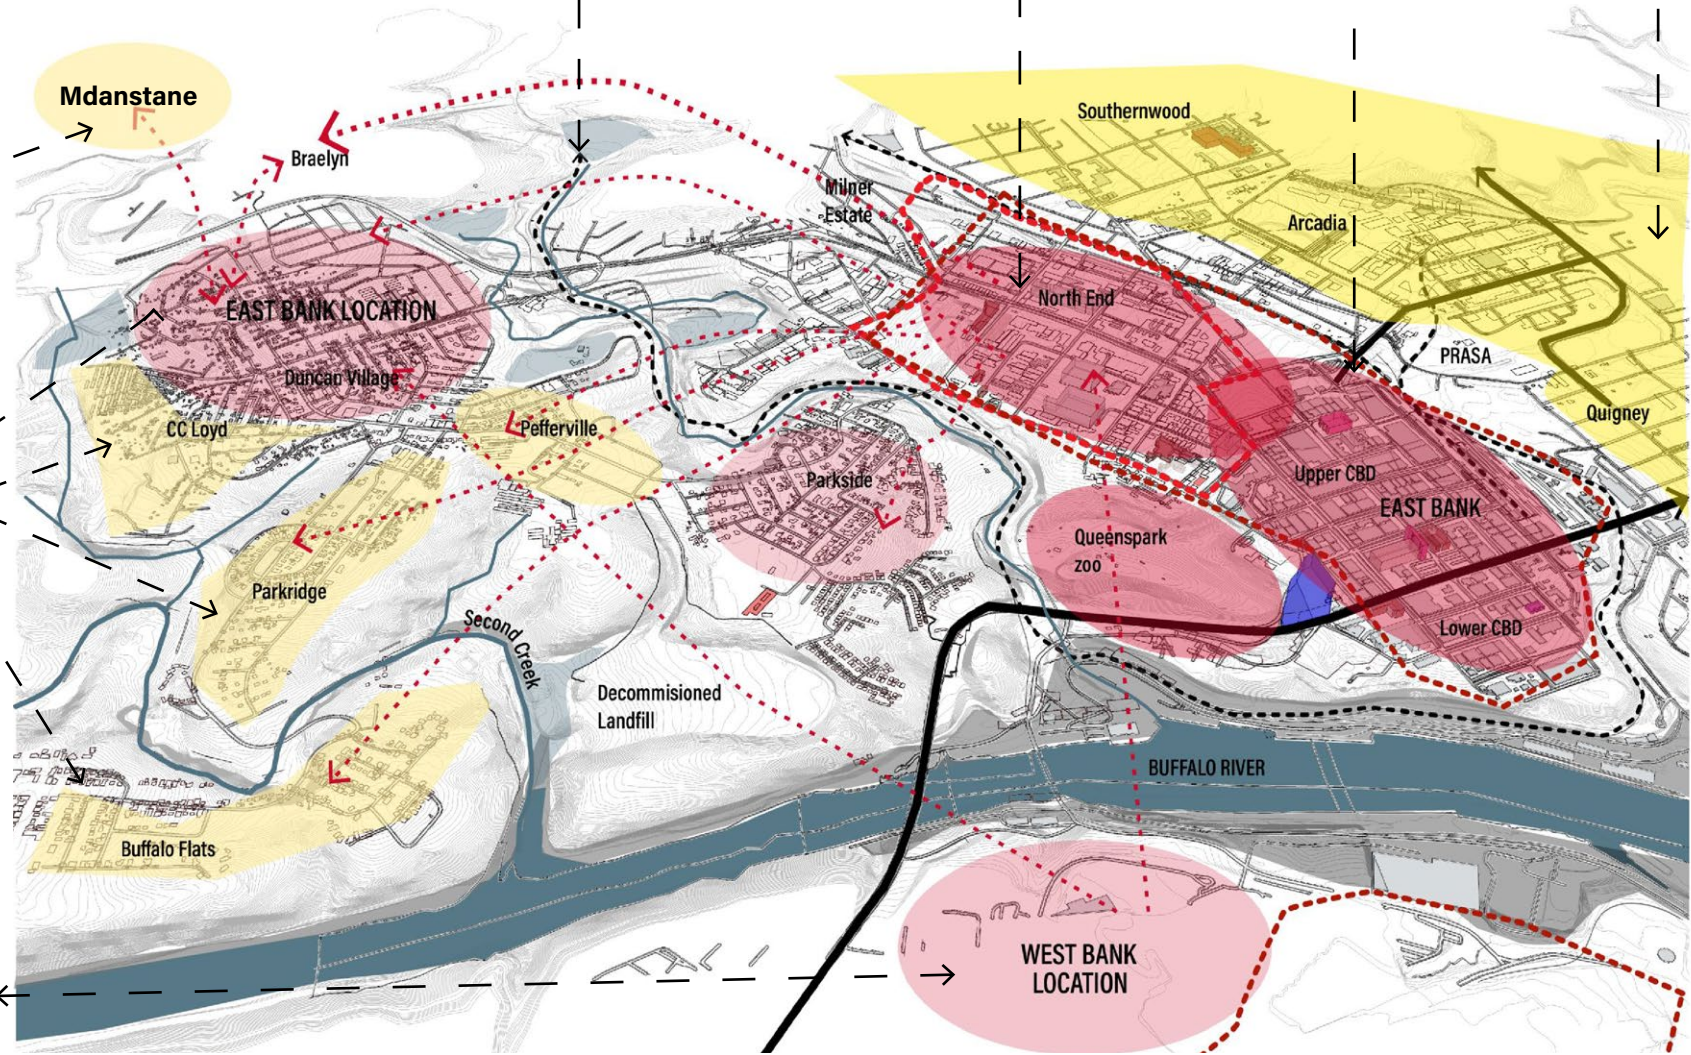 Mdanstane
Southernwood
Braelyn
Milner
Estate
Arcadia
EAST BANK LOCATION
North End
PRASA
Duncan Village
Quigney
CC Loyd
Pefferville
Parkside
Upper CBD
EAST BANK
Queenspark
zoo
Parkridge
Second Creek
Lower CBD
Decommisioned
Landfill
BUFFALO RIVER
Buffalo Flats
WEST BANK
LOCATION